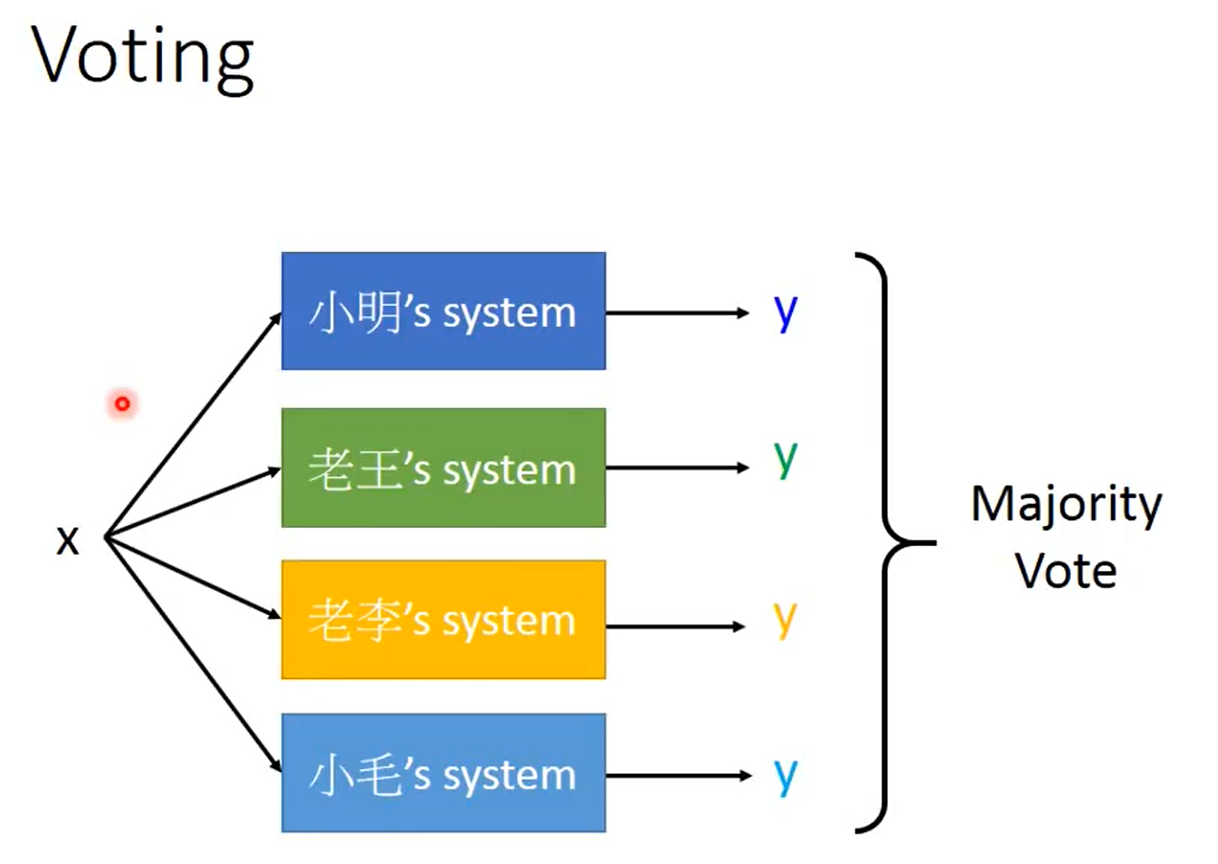 Voting
小明's system
y
老王's system
y
x
老李's system
y
小毛's system
y
Majority
Vote